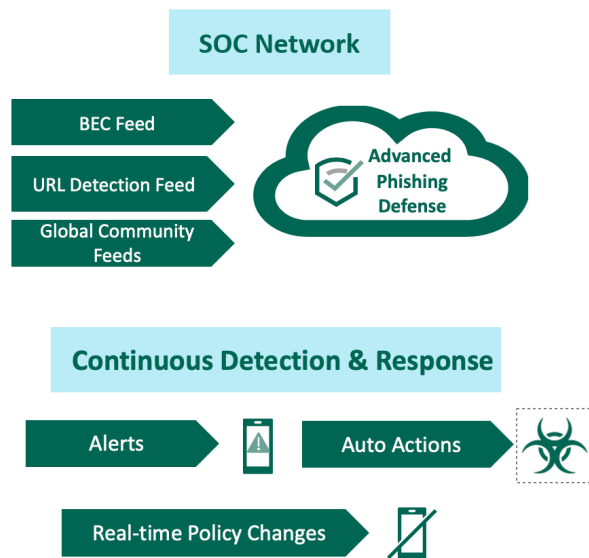 SOC Network
BEC Feed
URL Detection Feed
Global Community
Feeds
Advanced
Phishing
Defense
Continuous Detection & Response
Alerts
Auto Actions
Real-time Policy Changes